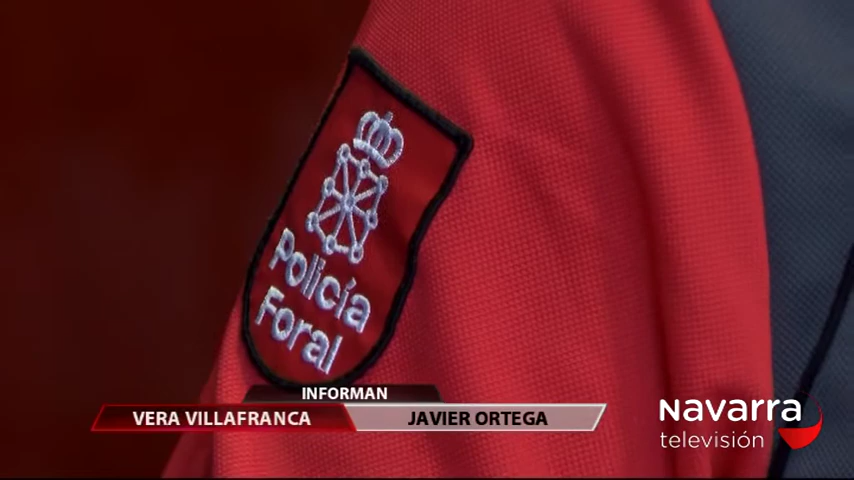 Policía
Foral
INFORMAN
VERA VILLAFRANCA
JAVIER ORTEGA
Navarra
televisión